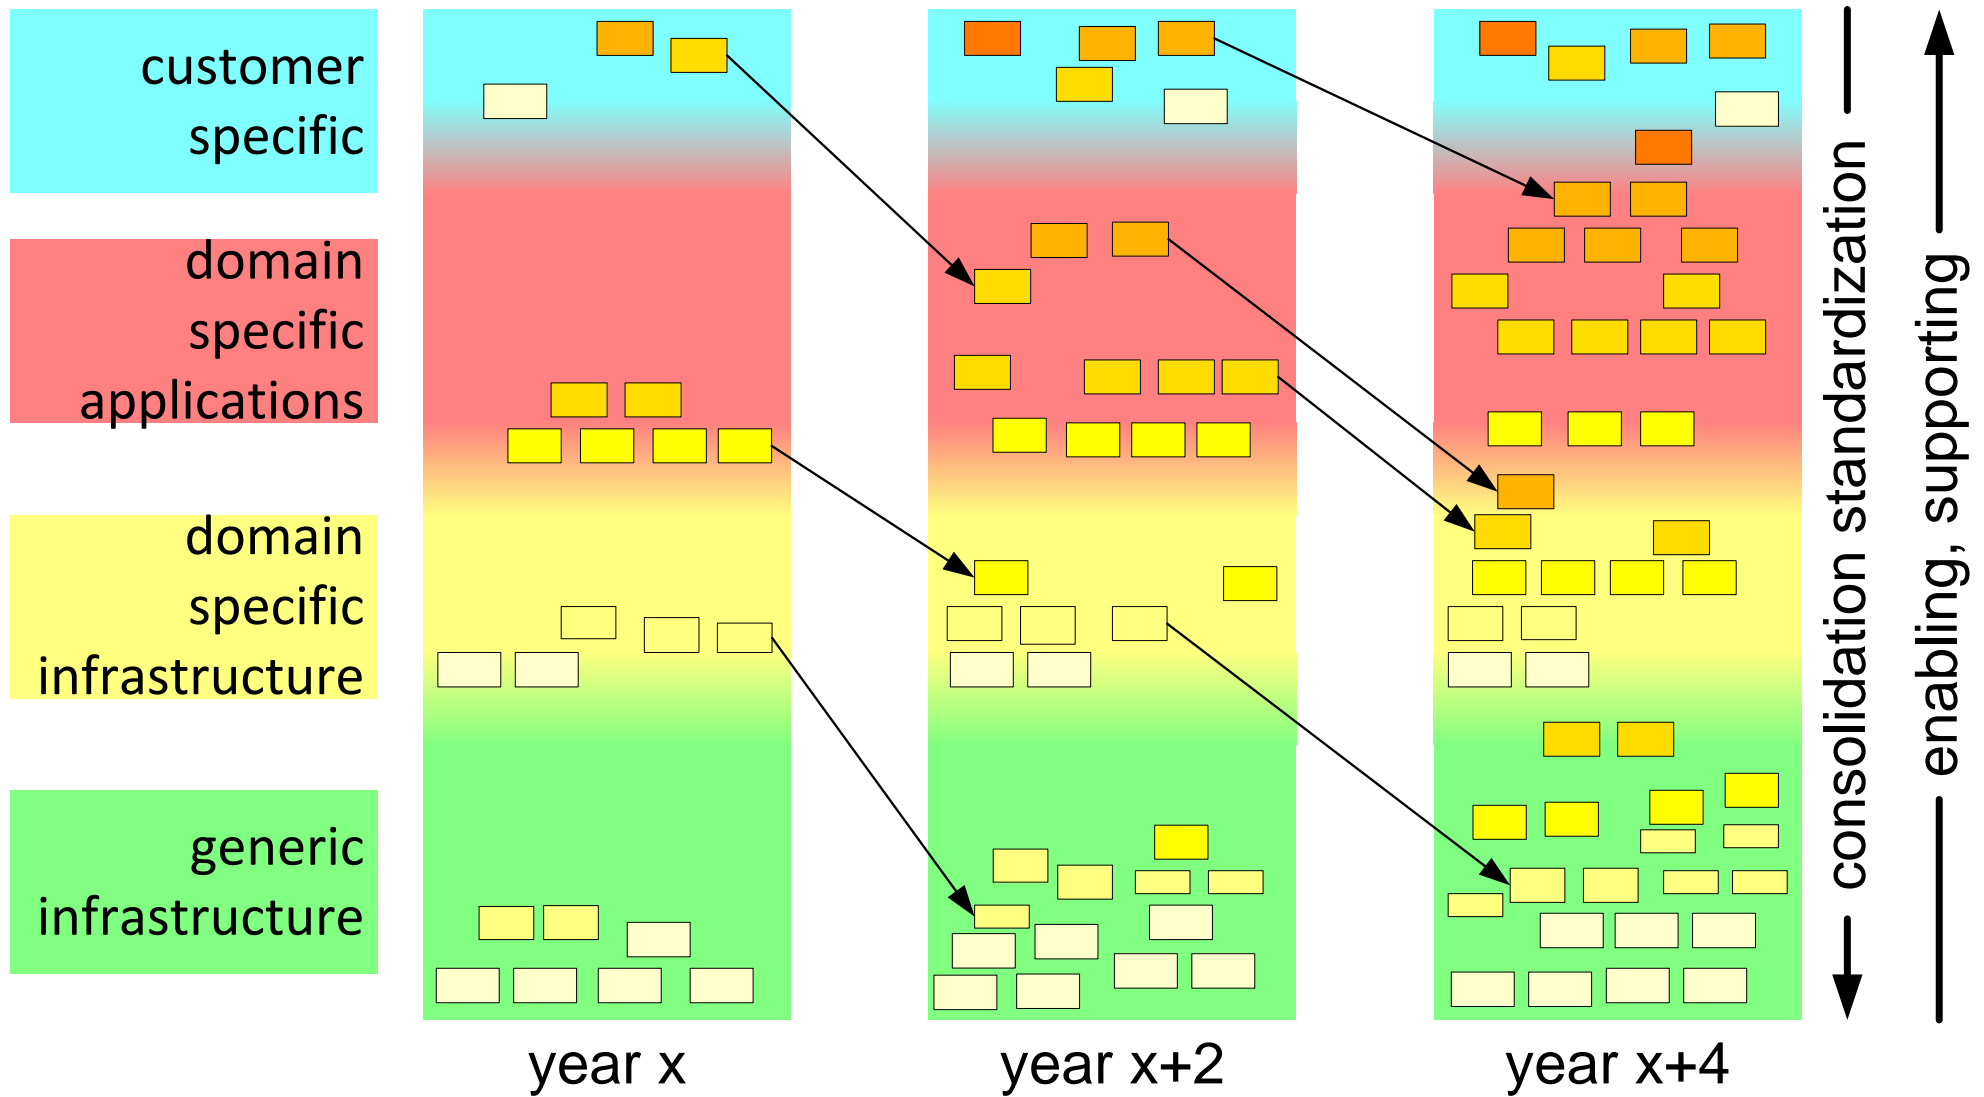 customer
specific
domain
specific
applications
domain
specific
infrastructure
generic
infrastructure
year x
year x+2
year x+4
consolidation standardization
enabling, supporting